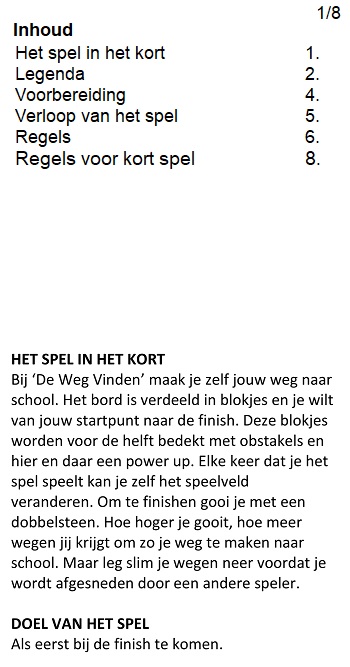 1/8
Inhoud
Het spel in het kort 1.
Legenda 2.
Voorbereiding 4.
Verloop van het spel 5.
Regels 6.
Regels voor kort spel 8.
HET SPEL IN HET KORT
Bij ‘De Weg Vinden’ maak je zelf jouw weg naar
school. Het bord is verdeeld in blokjes en je wilt
van jouw startpunt naar de finish. Deze blokjes
worden voor de helft bedekt met obstakels en
hier en daar een power up. Elke keer dat je het
spel speelt kan je zelf het speelveld
veranderen. Om te finishen gooi je met een
dobbelsteen. Hoe hoger je gooit, hoe meer
wegen jij krijgt om zo je weg te maken naar
school. Maar leg slim je wegen neer voordat je
wordt afgesneden door een andere speler.
DOEL VAN HET SPEL
Als eerst bij de finish te komen.